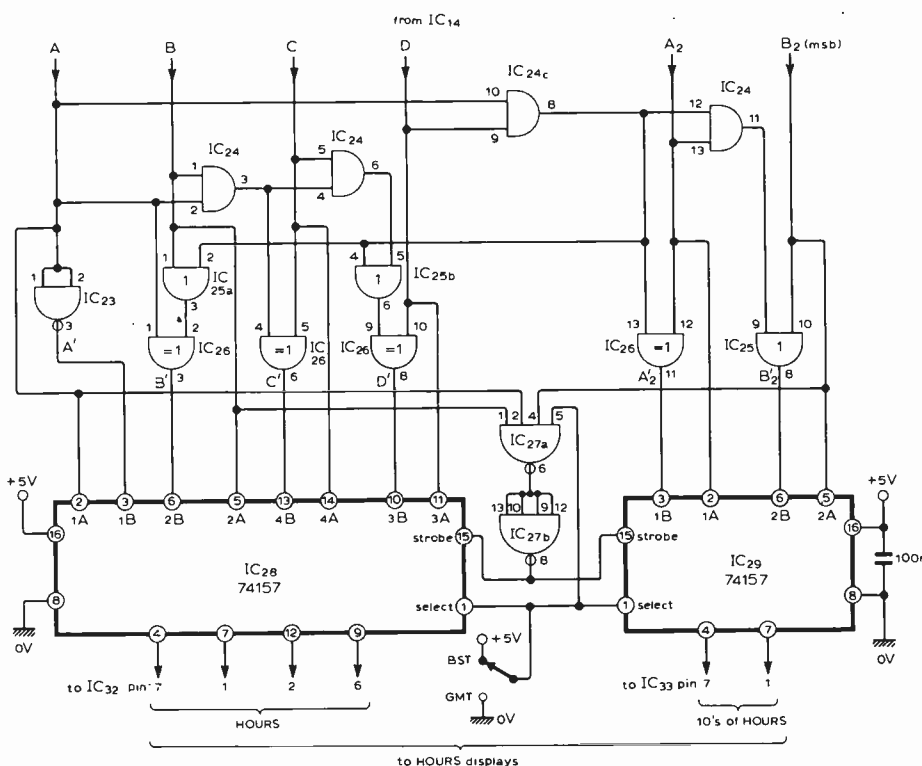 from IC14
A B C D A2 B2 (msb)
IC24c
10 8 12 IC24 11
9 13
IC24 IC24
1 3 5 6
2 4
1 2 1 2 4 5
IC23 1 IC 25a 1 IC25b
3 3 6
A'
1 2 4 5 9 10 13 12 9 10
=1 IC26 =1 IC 26 IC26 =1 IC26 =1 IC25 1
B' 3 C' 6 D' 8 A'2 11 B'2 8
1 2 4 5
IC27a
6
+5V +5V
2 3 6 5 13 14 10 11 13 10 9 12 3 2 6 5
1A 1B 2B 2A 4B 4A 3B 3A IC27b 1B 1A 2B 2A
16 15 8 15 16
strobe strobe
IC28 IC29 100n
74157 74157
8 select 1 1 select 8
0V 4 7 12 9 +5V 4 7 0V
BST
to IC32 pin 7 1 2 6 to IC33 pin 7 1
GMT
0V
HOURS 10's of HOURS
to HOURS displays